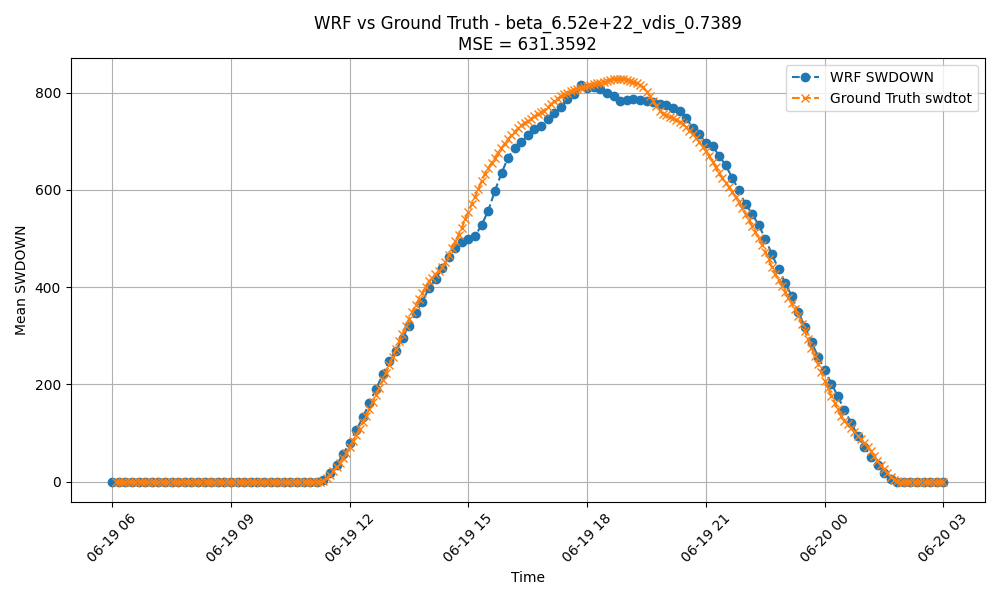 WRF vs Ground Truth - beta_6.52e+22_vdis_0.7389
MSE = 631.3592
WRF SWDOWN
Ground Truth swdtot
Mean SWDOWN
800
600
400
200
0
06-19 06
06-19 09
06-19 12
06-19 15
06-19 18
06-19 21
06-20 00
06-20 03
Time